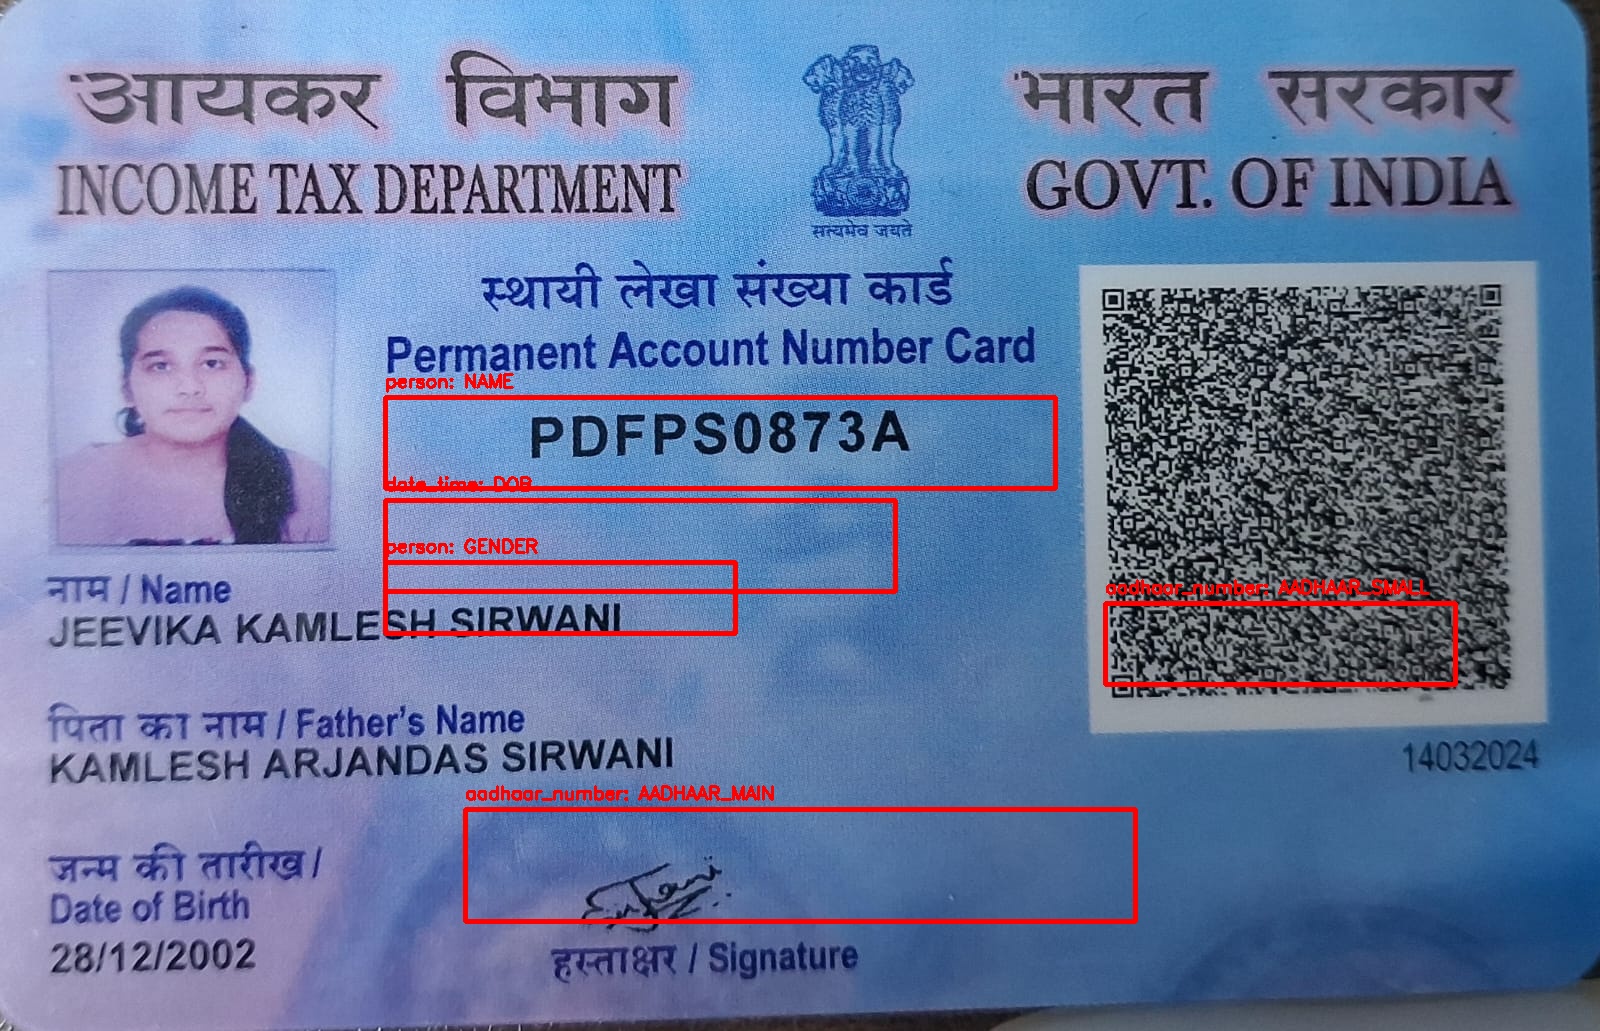 आयकर विभाग
INCOME TAX DEPARTMENT
सत्यमेव जयते
भारत सरकार
GOVT. OF INDIA
स्थायी लेखा संख्या कार्ड
Permanent Account Number Card
person: NAME
PDFPS0873A
date_time: DOB
person: GENDER
aadhaar_number: AADHAAR_SMALL
नाम / Name
JEEVIKA KAMLESH SIRWANI
पिता का नाम / Father's Name
KAMLESH ARJANDAS SIRWANI
14032024
aadhaar_number: AADHAAR_MAIN
जन्म की तारीख /
Date of Birth
28/12/2002
हस्ताक्षर / Signature